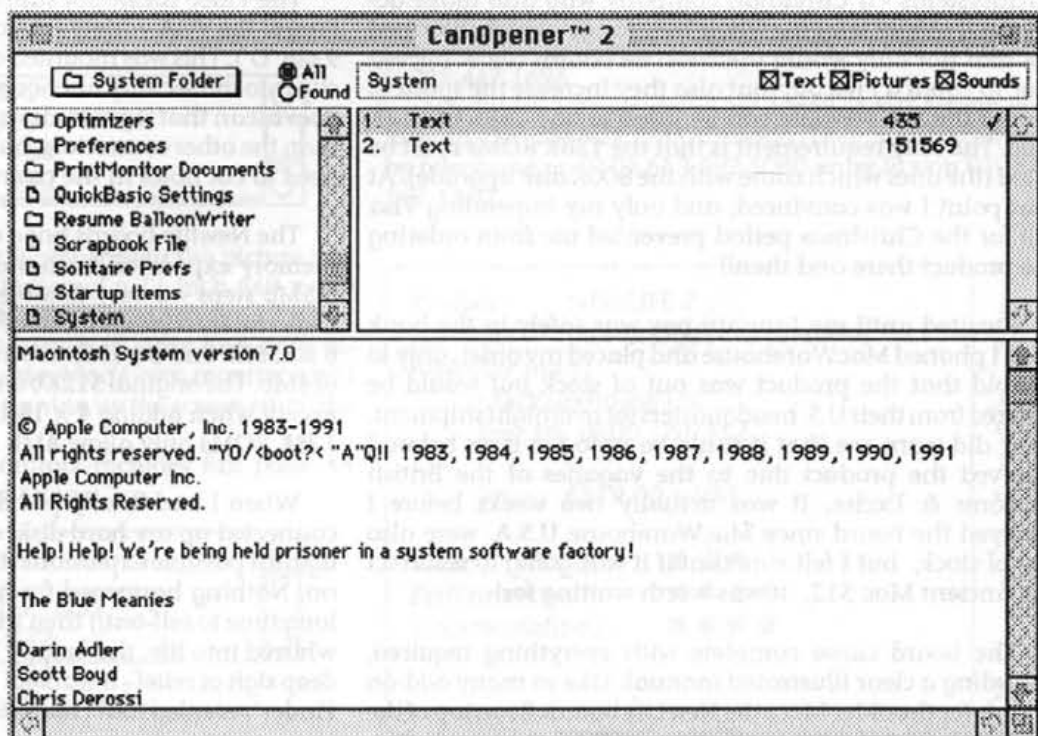 CanOpener™ 2
System Folder
All
Found
System
Text Pictures Sounds
Optimizers
Preferences
PrintMonitor Documents
QuickBasic Settings
Resume BalloonWriter
Scrapbook File
Solitaire Prefs
Startup Items
System
1. Text 435 ✓
2. Text 151569
Macintosh System version 7.0
© Apple Computer, Inc. 1983-1991
All rights reserved. "YO/<boot?< "A"Q!! 1983, 1984, 1985, 1986, 1987, 1988, 1989, 1990,1991
Apple Computer Inc.
All Rights Reserved.
Help! Help! We're being held prisoner in a system software factory!
The Blue Meanies
Darin Adler
Scott Boyd
Chris Derossi